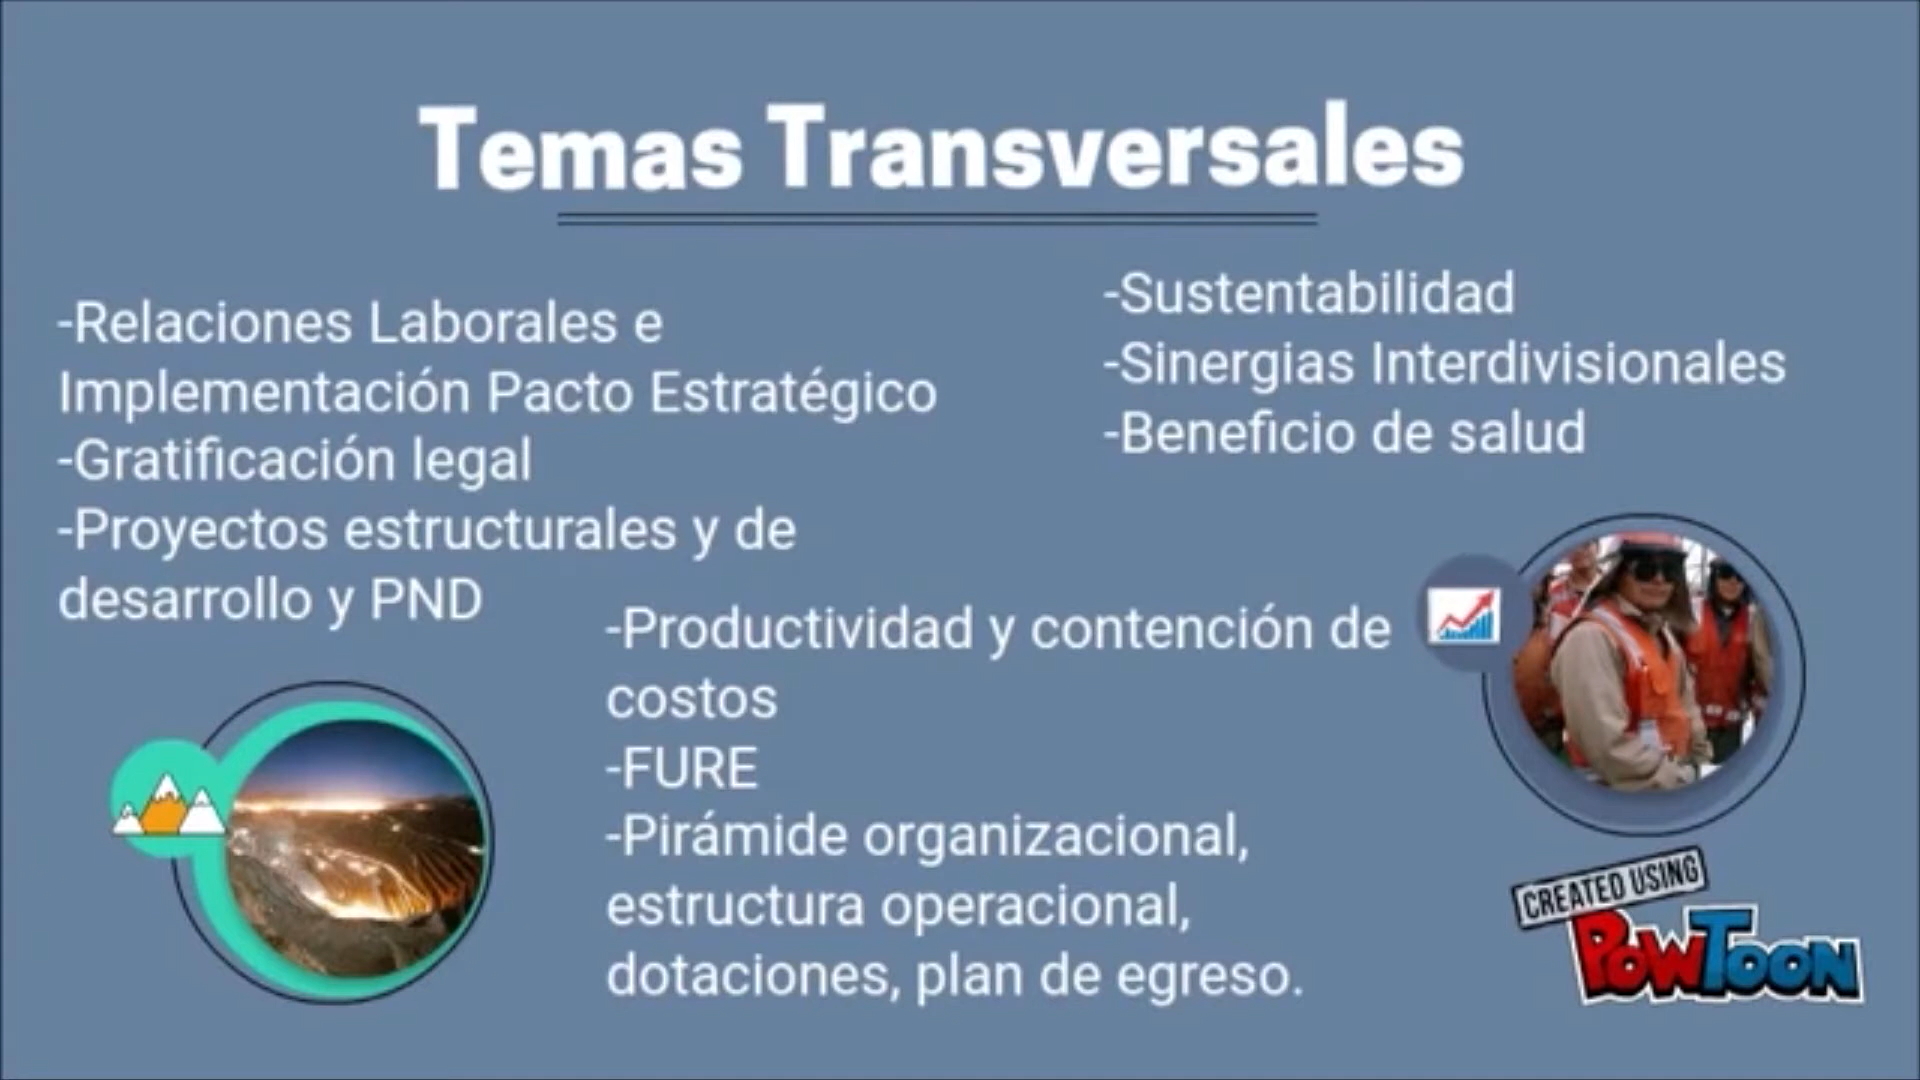 Temas Transversales
-Relaciones Laborales e
Implementación Pacto Estratégico
-Gratificación legal
-Proyectos estructurales y de
desarrollo y PND
-Sustentabilidad
-Sinergias Interdivisionales
-Beneficio de salud
-Productividad y contención de
costos
-FURE
-Pirámide organizacional,
estructura operacional,
dotaciones, plan de egreso.
CREATED USING
POWTOON